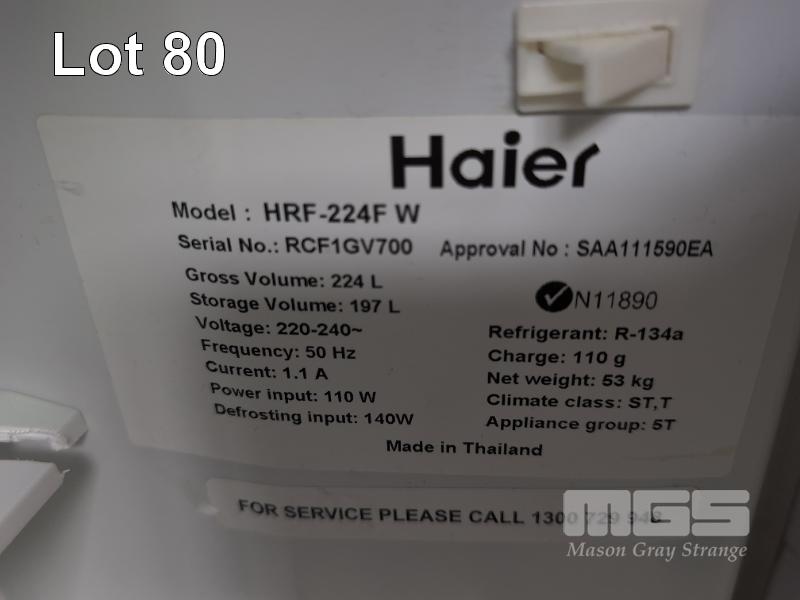 Lot 80
Haier
Model : HRF-224F W
Serial No.: RCF1GV700 Approval No : SAA111590EA
Gross Volume: 224 L
Storage Volume: 197 L
N11890
Voltage: 220-240~
Refrigerant: R-134a
Frequency: 50 Hz
Charge: 110 g
Current: 1.1 A
Net weight: 53 kg
Power input: 110 W
Climate class: ST,T
Defrosting input: 140W
Appliance group: 5T
Made in Thailand
FOR SERVICE PLEASE CALL 1300 729 948
MGS
Mason Gray Strange